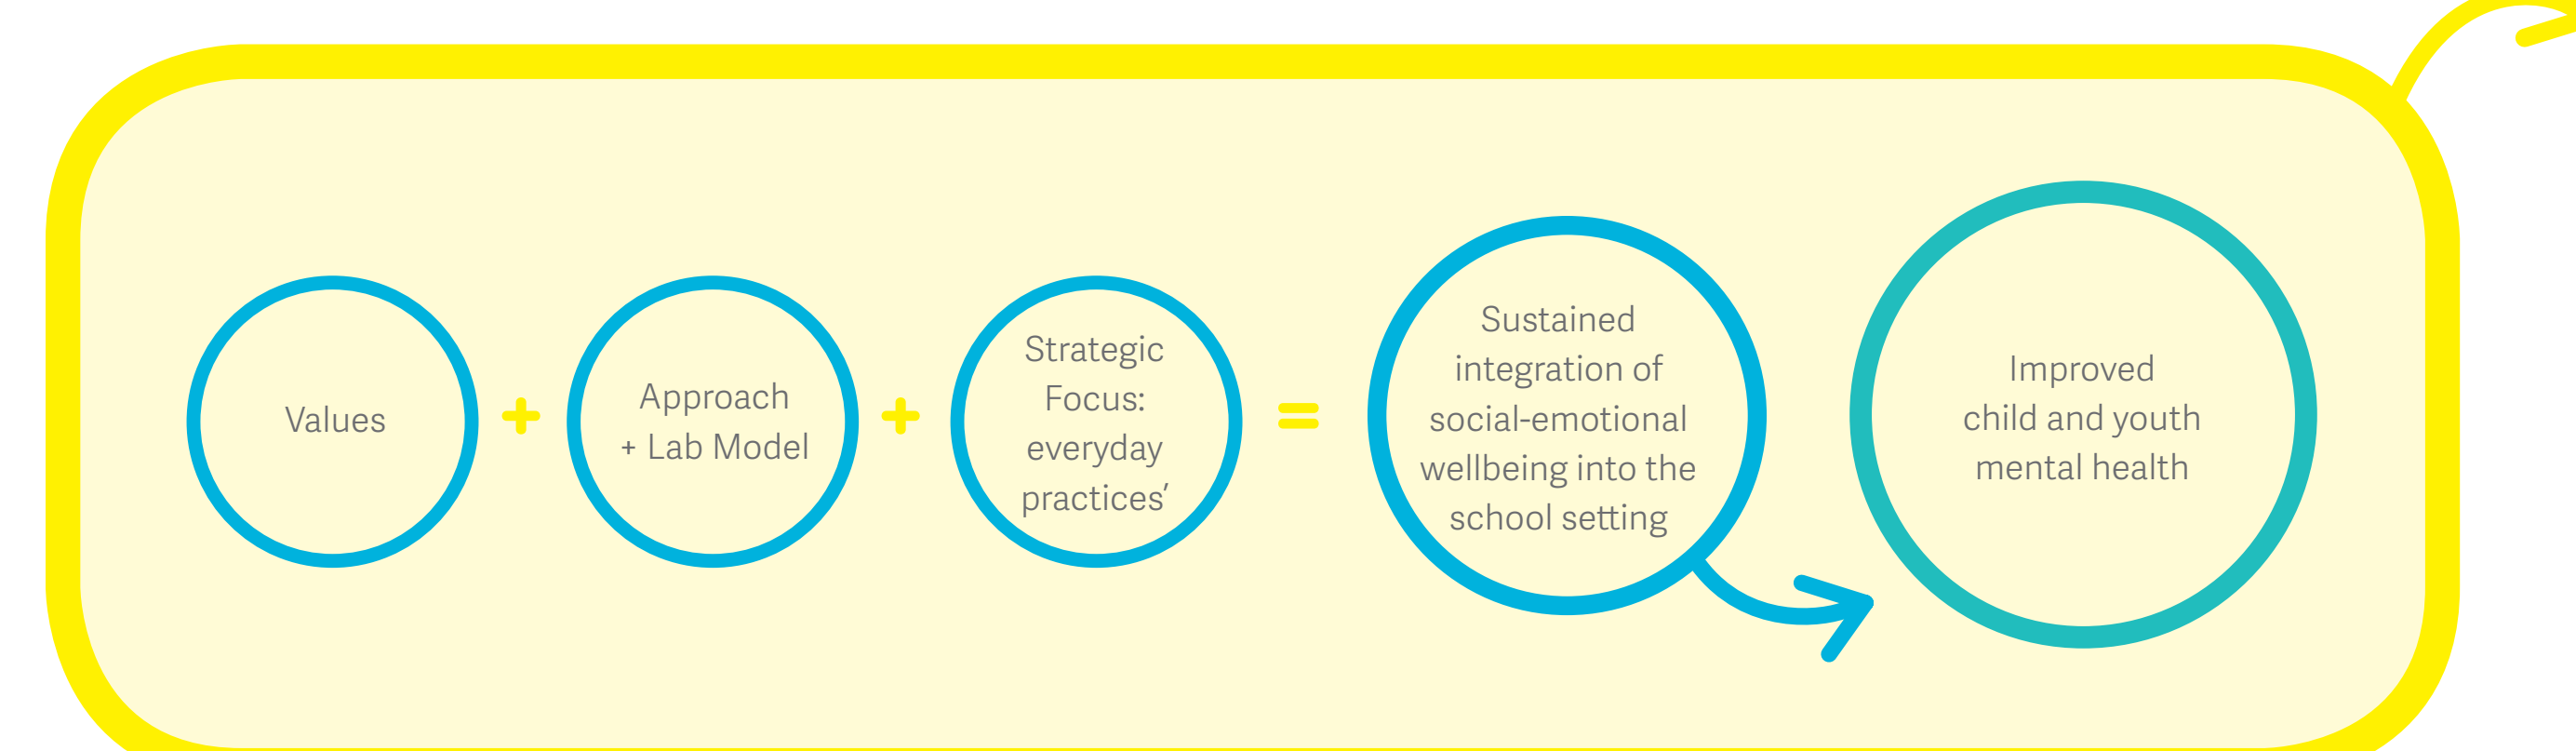 Values
+
Approach
+ Lab Model
+
Strategic
Focus:
everyday
practices’
=
Sustained
integration of
social-emotional
wellbeing into the
school setting
Improved
child and youth
mental health